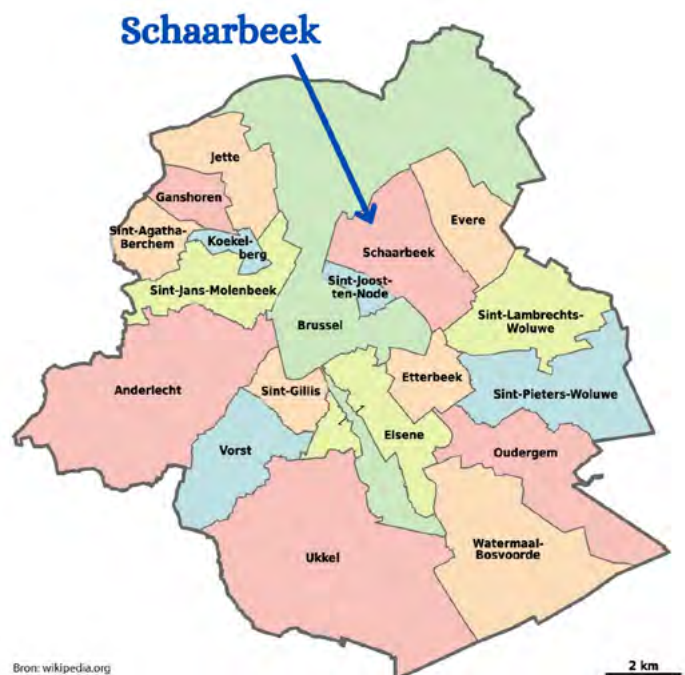 Schaarbeek
Jette
Ganshoren
Evere
Sint-Agatha-
Berchem
Koekel-
berg
Schaarbeek
Sint-Jans-Molenbeek
Sint-Joost-
ten-Node
Brussel
Sint-Lambrechts-
Woluwe
Anderlecht
Sint-Gillis
Etterbeek
Sint-Pieters-Woluwe
Vorst
Elsene
Oudergem
Ukkel
Watermaal-
Bosvoorde
Bron: wikipedia.org
2 km